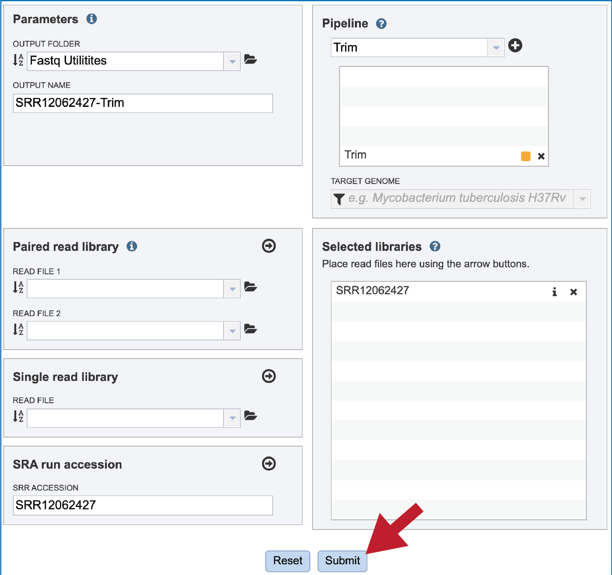 Parameters
OUTPUT FOLDER
Fastq Utilitites
OUTPUT NAME
SRR12062427-Trim
Pipeline
Trim
Trim
TARGET GENOME
e.g. Mycobacterium tuberculosis H37Rv
Paired read library
READ FILE 1
READ FILE 2
Single read library
READ FILE
SRA run accession
SRR ACCESSION
SRR12062427
Selected libraries
Place read files here using the arrow buttons.
SRR12062427
Reset Submit